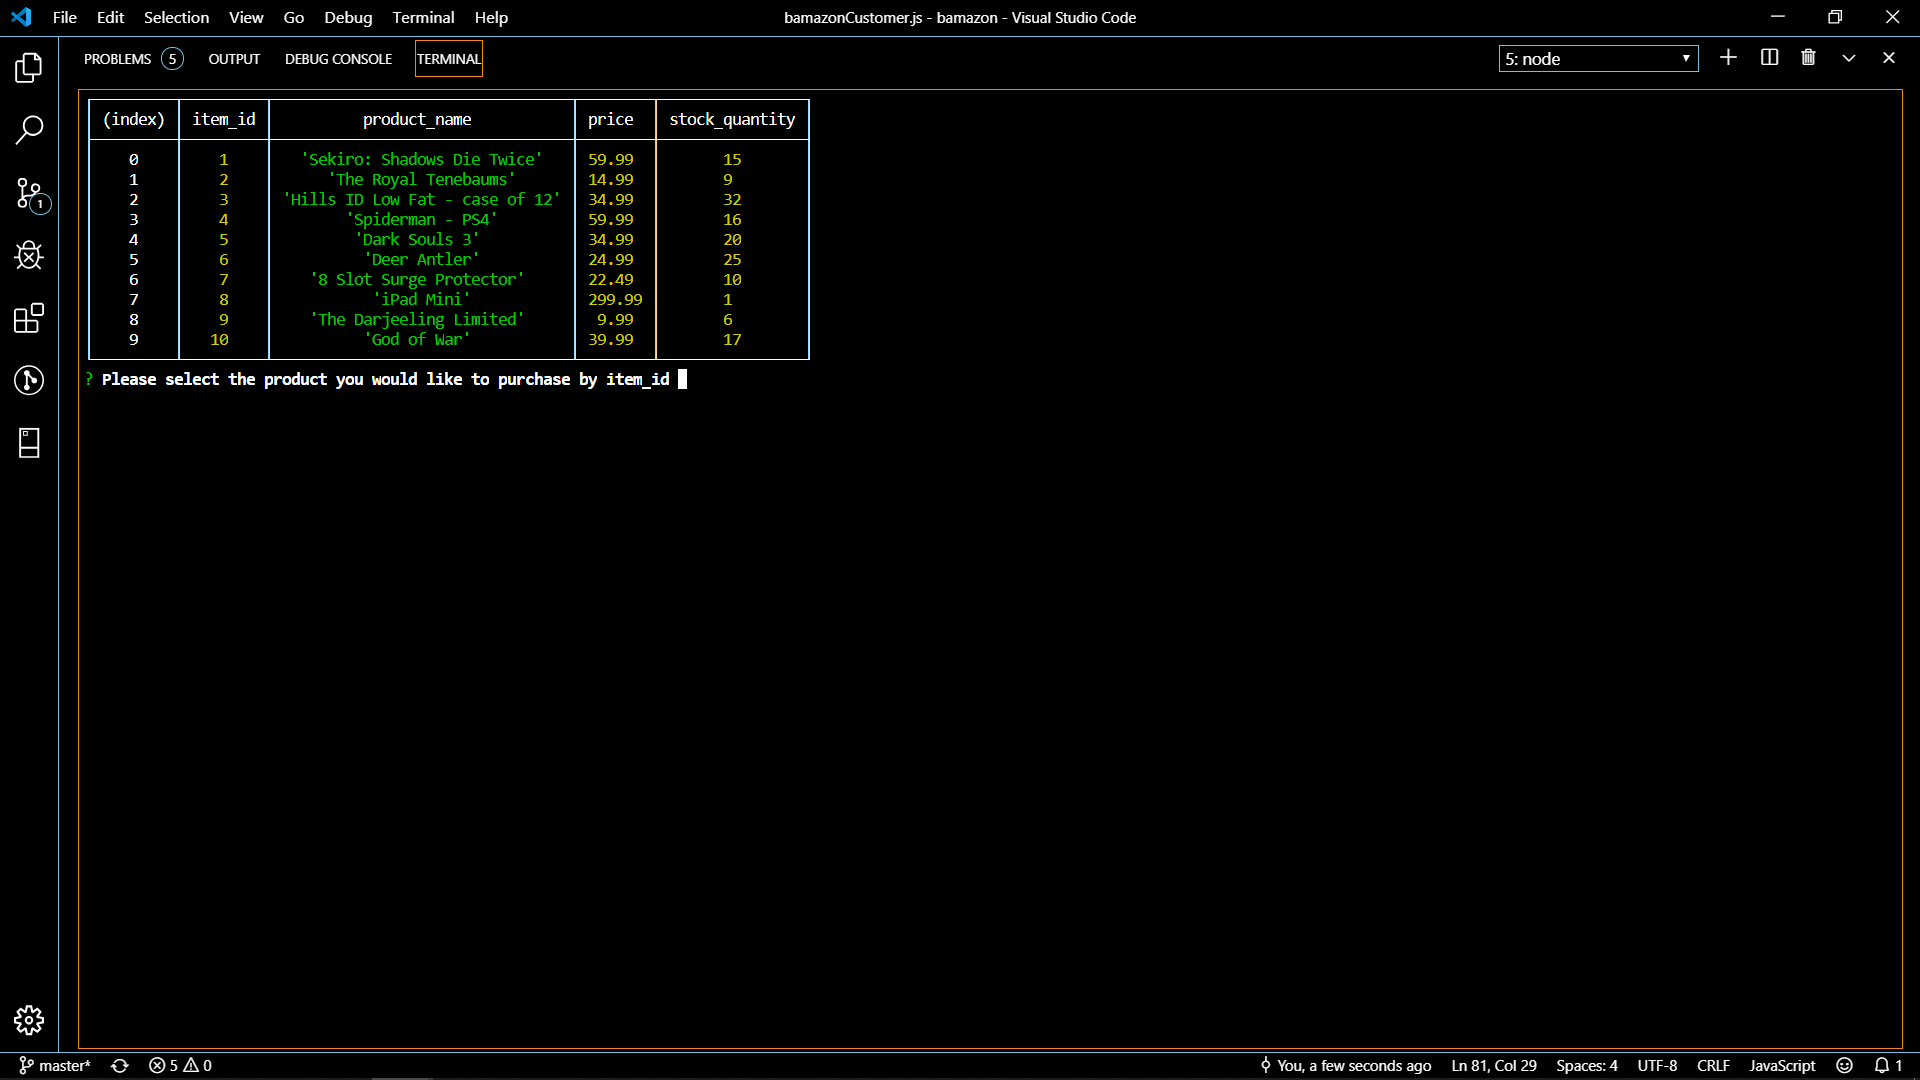 File Edit Selection View Go Debug Terminal Help bamazonCustomer.js - bamazon - Visual Studio Code
PROBLEMS 5 OUTPUT DEBUG CONSOLE TERMINAL 5: node
(index) item_id product_name price stock_quantity
0 1 'Sekiro: Shadows Die Twice' 59.99 15
1 2 'The Royal Tenebaums' 14.99 9
2 3 'Hills ID Low Fat - case of 12' 34.99 32
3 4 'Spiderman - PS4' 59.99 16
4 5 'Dark Souls 3' 34.99 20
5 6 'Deer Antler' 24.99 25
6 7 '8 Slot Surge Protector' 22.49 10
7 8 'iPad Mini' 299.99 1
8 9 'The Darjeeling Limited' 9.99 6
9 10 'God of War' 39.99 17
? Please select the product you would like to purchase by item_id
1
master* 5 0 You, a few seconds ago Ln 81, Col 29 Spaces: 4 UTF-8 CRLF JavaScript 1